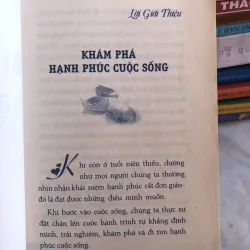 Lời Giới Thiệu
KHÁM PHÁ
HẠNH PHÚC CUỘC SỐNG
Khi còn ở tuổi niên thiếu, dường
như mọi người chúng ta thường
nhìn nhận khái niệm hạnh phúc rất đơn giản-
đó là đạt được những điều mình muốn.
Khi bước vào cuộc sống, chúng ta thực sự
đặt chân lên cuộc hành trình tự khẳng định
mình, trải nghiệm, khám phá và đi tìm hạnh
phúc cuộc sống.
THẢO